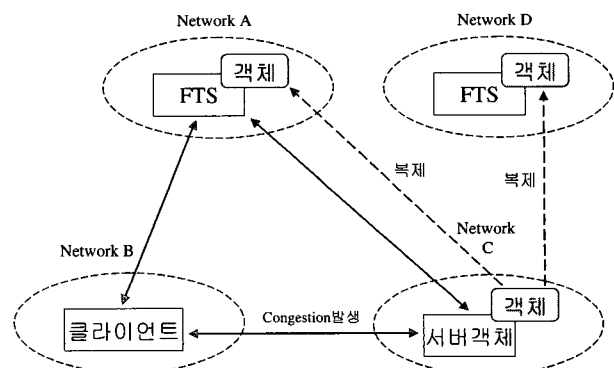 Network A
Network D
객체
FTS
객체
FTS
복제
복제
Network
C
Network B
객체
클라이언트
Congestion발생
서버객체